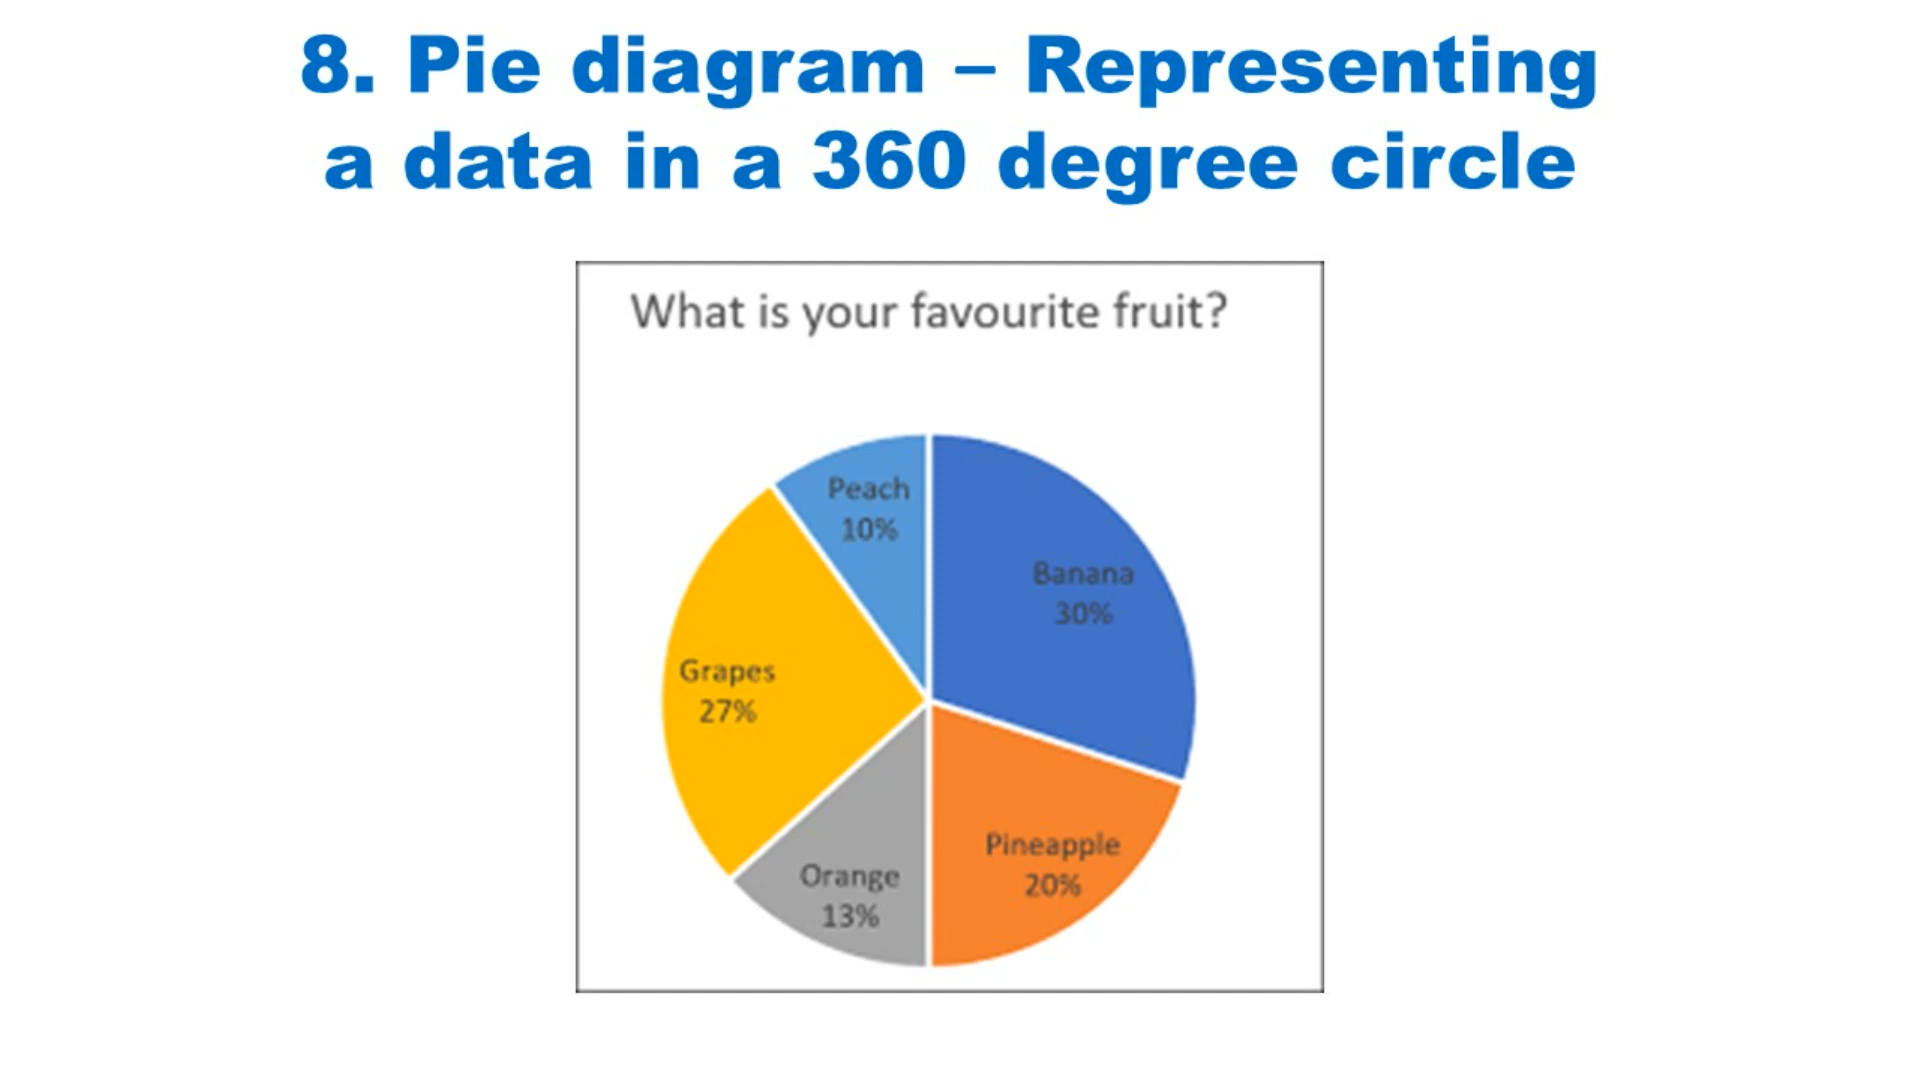 8. Pie diagram – Representing
a data in a 360 degree circle
What is your favourite fruit?
Peach
10%
Banana
30%
Grapes
27%
Pineapple
20%
Orange
13%